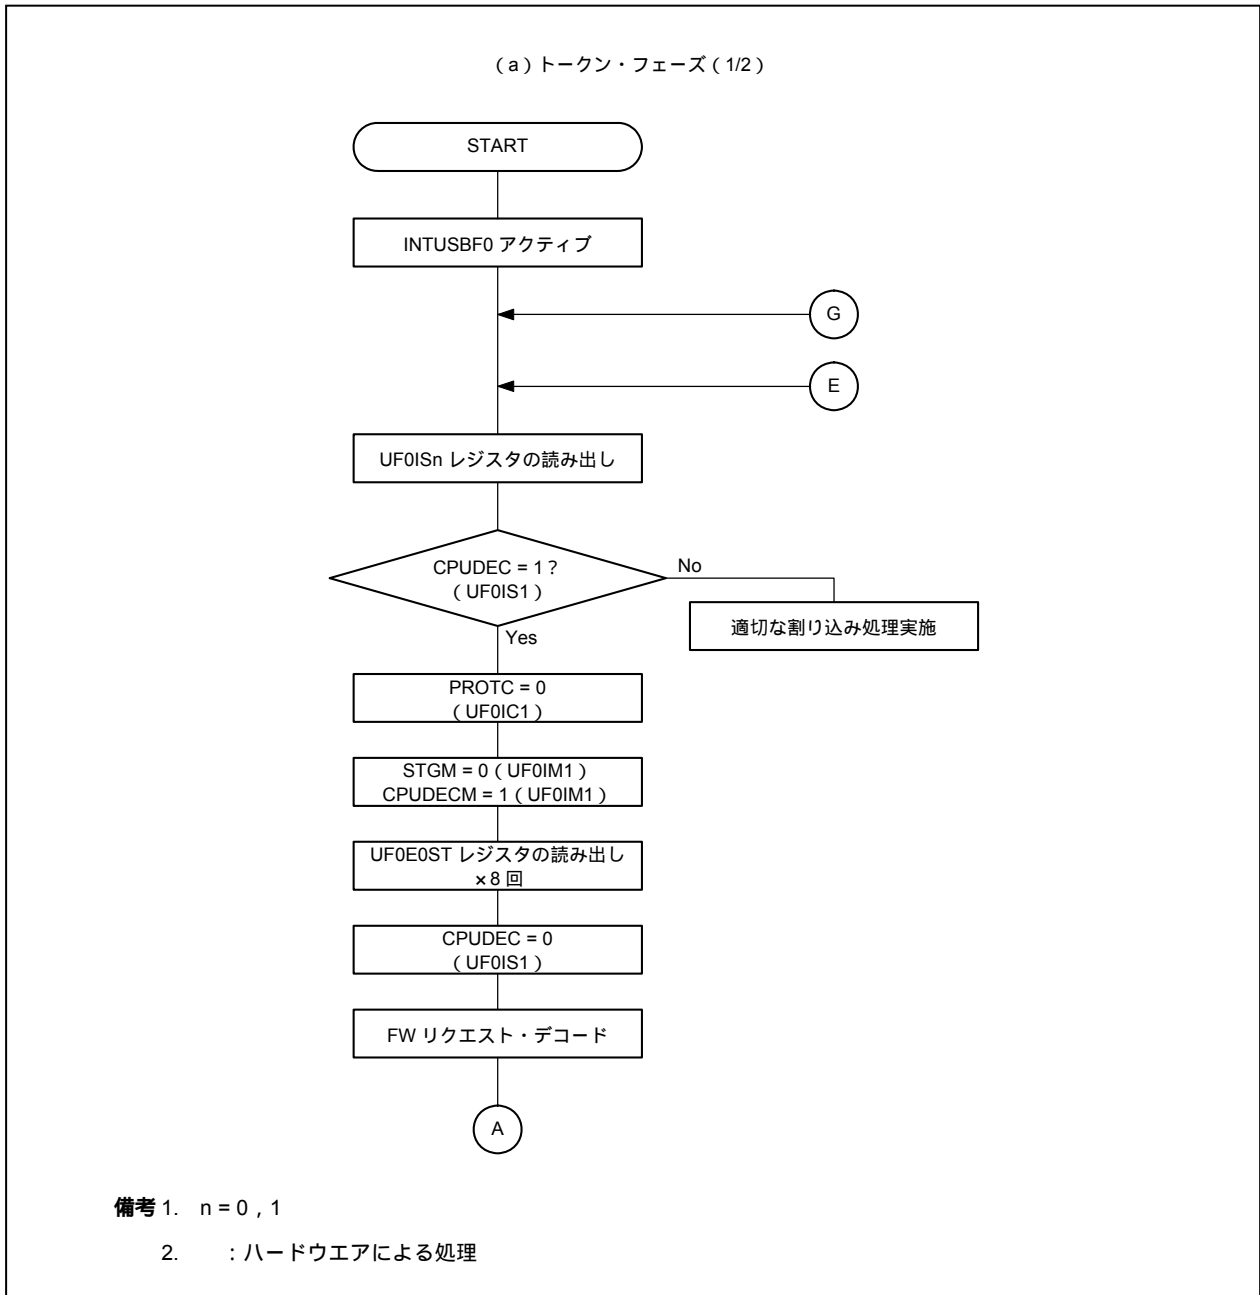 （a）トークン・フェーズ（1/2）
START
INTUSBF0 アクティブ
G
E
UF0ISn レジスタの読み出し
CPUDEC = 1？
（UF0IS1）
No
適切な割り込み処理実施
Yes
PROTC = 0
（UF0IC1）
STGM = 0（UF0IM1）
CPUDECM = 1（UF0IM1）
UF0E0ST レジスタの読み出し
×8 回
CPUDEC = 0
（UF0IS1）
FW リクエスト・デコード
A
備考 1. n = 0，1
2. ：ハードウエアによる処理